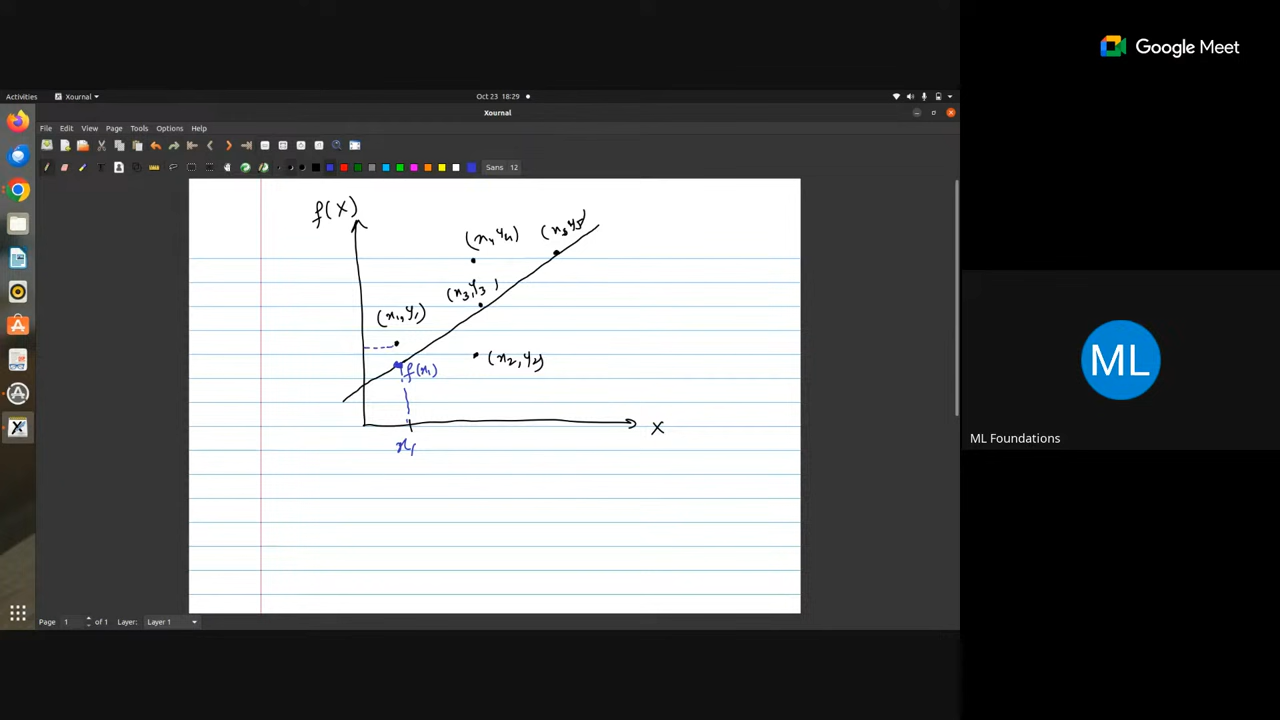 Google Meet
Activities Xournal Oct 23 18:29
Xournal
File Edit View Page Tools Options Help
Sans 12
f(X)
(x4, y4) (x5, y5)
(x3, y3)
(x1, y1)
(x2, y2)
f(x1)
X
x1
ML
ML Foundations
Page 1 of 1 Layer: Layer 1